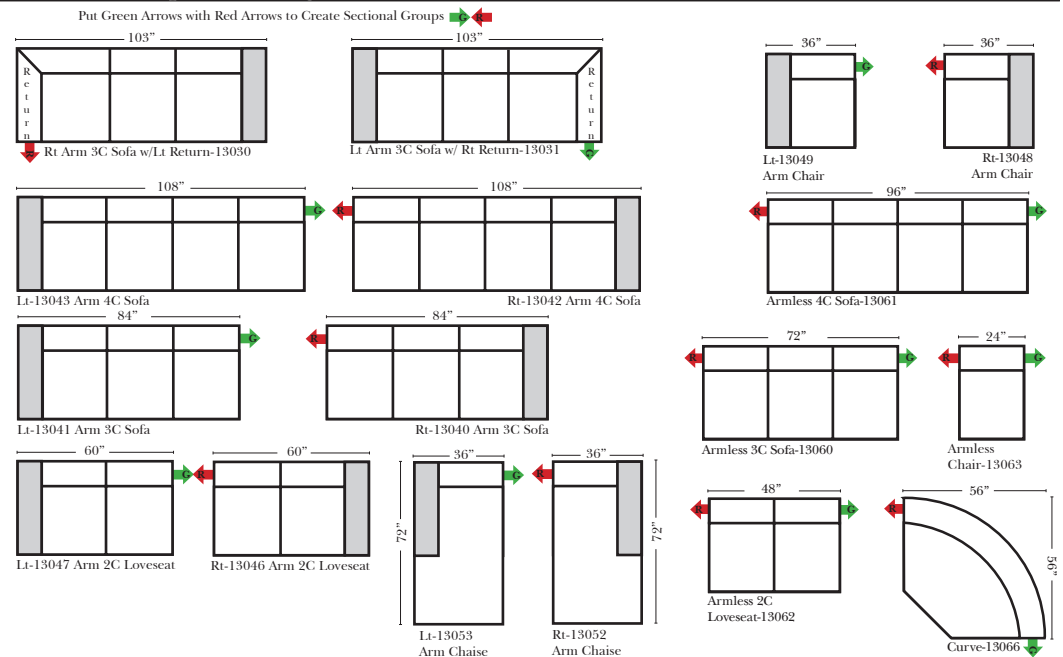 Put Green Arrows with Red Arrows to Create Sectional Groups G R
103”
103”
36”
36”
Return
Return
R
G
G
R
Rt Arm 3C Sofa w/Lt Return-13030
Lt Arm 3C Sofa w/ Rt Return-13031
Lt-13049
Arm Chair
Rt-13048
Arm Chair
108”
108”
96”
G
R
R
G
Lt-13043 Arm 4C Sofa
Rt-13042 Arm 4C Sofa
Armless 4C Sofa-13061
84”
84”
72”
24”
G
R
R
G
R
G
Lt-13041 Arm 3C Sofa
Rt-13040 Arm 3C Sofa
Armless 3C Sofa-13060
Armless
Chair-13063
60”
60”
36”
36”
48”
56”
G
R
G
R
R
G
R
72”
72”
56”
Lt-13047 Arm 2C Loveseat
Rt-13046 Arm 2C Loveseat
Armless 2C
Loveseat-13062
Lt-13053
Arm Chaise
Rt-13052
Arm Chaise
Curve-13066
G